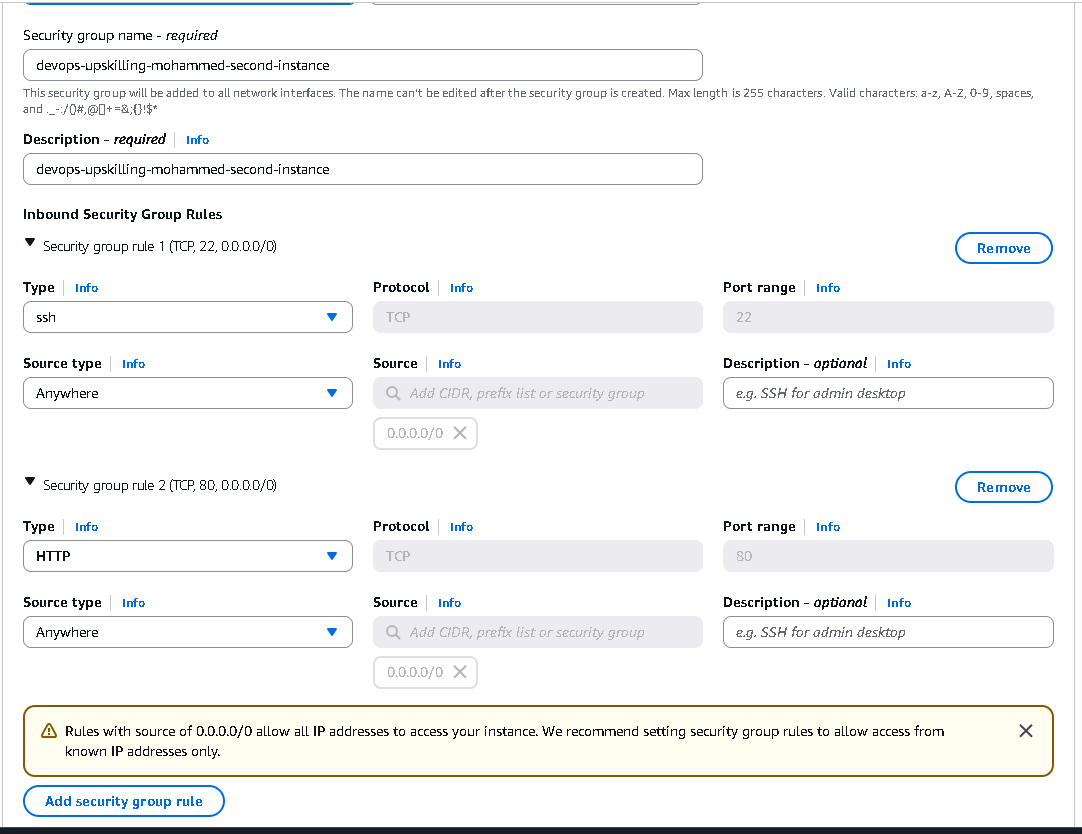 Security group name - required
devops-upskilling-mohammed-second-instance
This security group will be added to all network interfaces. The name can't be edited after the security group is created. Max length is 255 characters. Valid characters: a-z, A-Z, 0-9, spaces,
and ._-:/()#,@[]+=&;{}!$*
Description - required Info
devops-upskilling-mohammed-second-instance
Inbound Security Group Rules
Security group rule 1 (TCP, 22, 0.0.0.0/0)
Remove
Type Info Protocol Info Port range Info
ssh TCP 22
Source type Info Source Info Description - optional Info
Anywhere Add CIDR, prefix list or security group e.g. SSH for admin desktop
0.0.0.0/0
Security group rule 2 (TCP, 80, 0.0.0.0/0)
Remove
Type Info Protocol Info Port range Info
HTTP TCP 80
Source type Info Source Info Description - optional Info
Anywhere Add CIDR, prefix list or security group e.g. SSH for admin desktop
0.0.0.0/0
Rules with source of 0.0.0.0/0 allow all IP addresses to access your instance. We recommend setting security group rules to allow access from
known IP addresses only.
Add security group rule